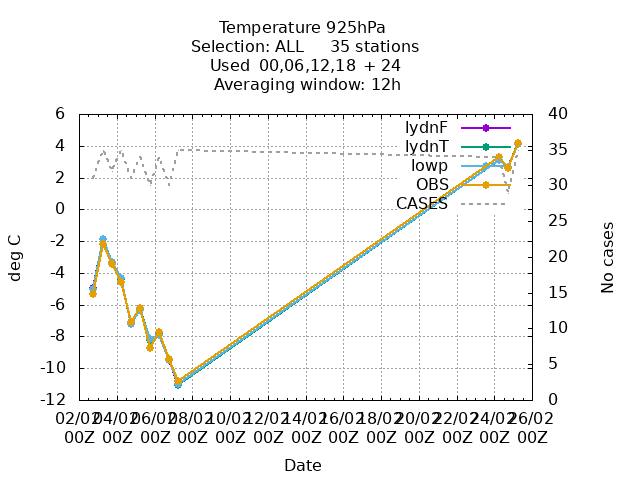 Temperature 925hPa
Selection: ALL 35 stations
Used 00,06,12,18 + 24
Averaging window: 12h
6 40
lydnF
4 35
lydnT
lowp
2 30
OBS
0 CASES
25
-2
20
-4
15
-6
10
-8
5
-10
-12 0
02/02 04/02 06/02 08/02 10/02 12/02 14/02 16/02 18/02 20/02 22/02 24/02 26/02
00Z 00Z 00Z 00Z 00Z 00Z 00Z 00Z 00Z 00Z 00Z 00Z 00Z
deg C
No cases
Date